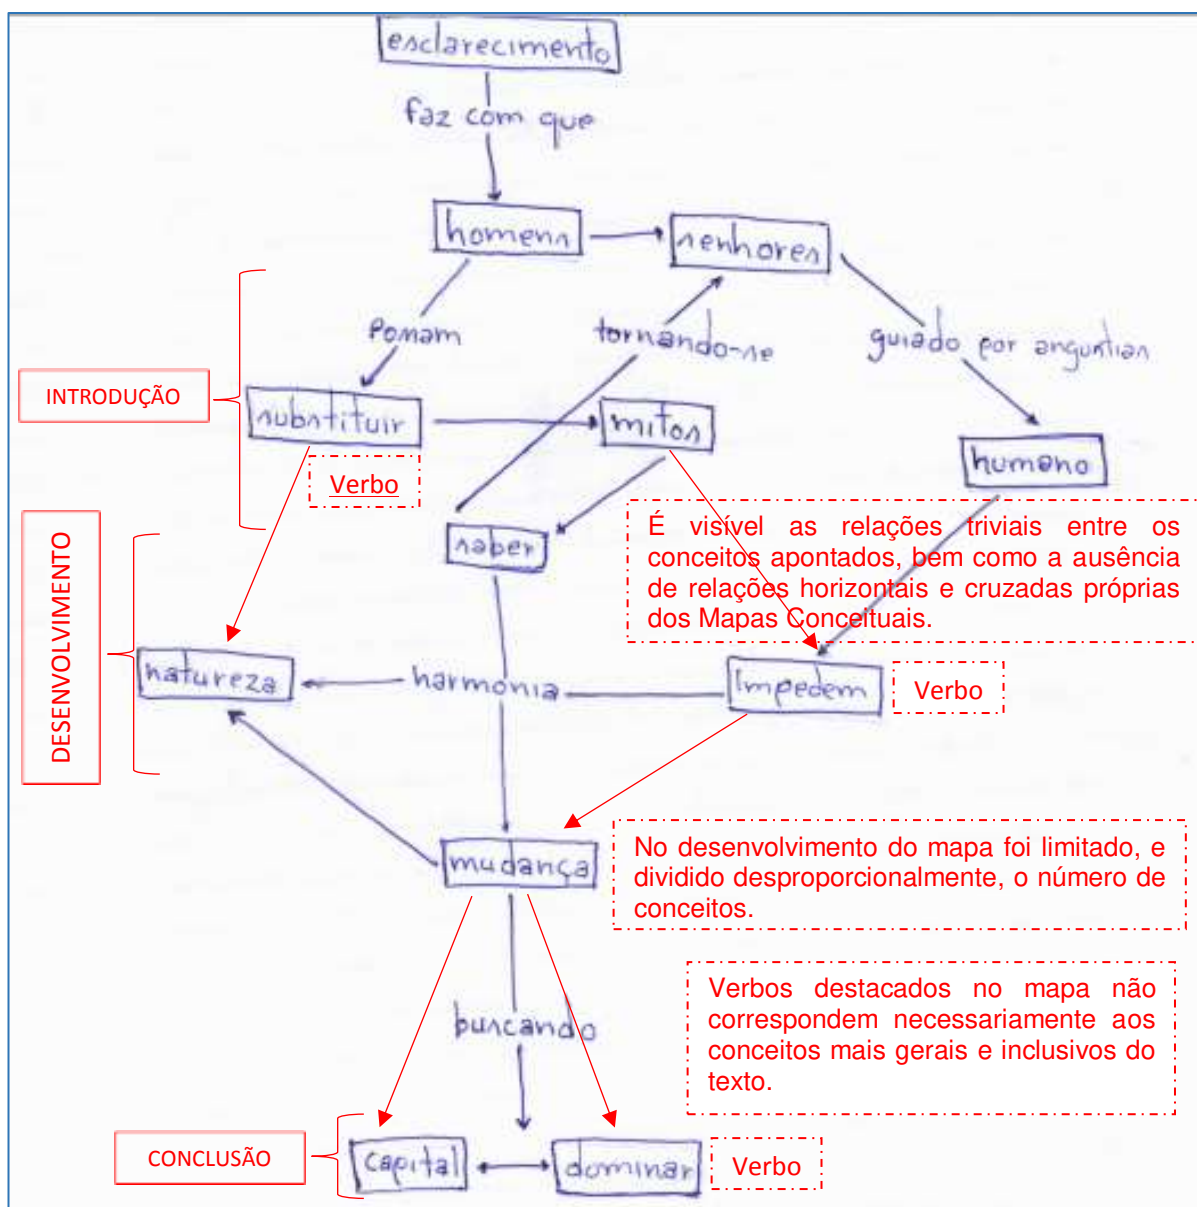 esclarecimento
faz com que
homens
senhores
Possam
tornando-se
guiado por angustias
INTRODUÇÃO
substituir
mitos
humano
Verbo
saber
É visível as relações triviais entre os
conceitos apontados, bem como a ausência
de relações horizontais e cruzadas próprias
dos Mapas Conceituais.
DESENVOLVIMENTO
natureza
harmonia
Impedem
Verbo
mudança
No desenvolvimento do mapa foi limitado, e
dividido desproporcionalmente, o número de
conceitos.
buscando
Verbos destacados no mapa não
correspondem necessariamente aos
conceitos mais gerais e inclusivos do
texto.
CONCLUSÃO
capital
dominar
Verbo